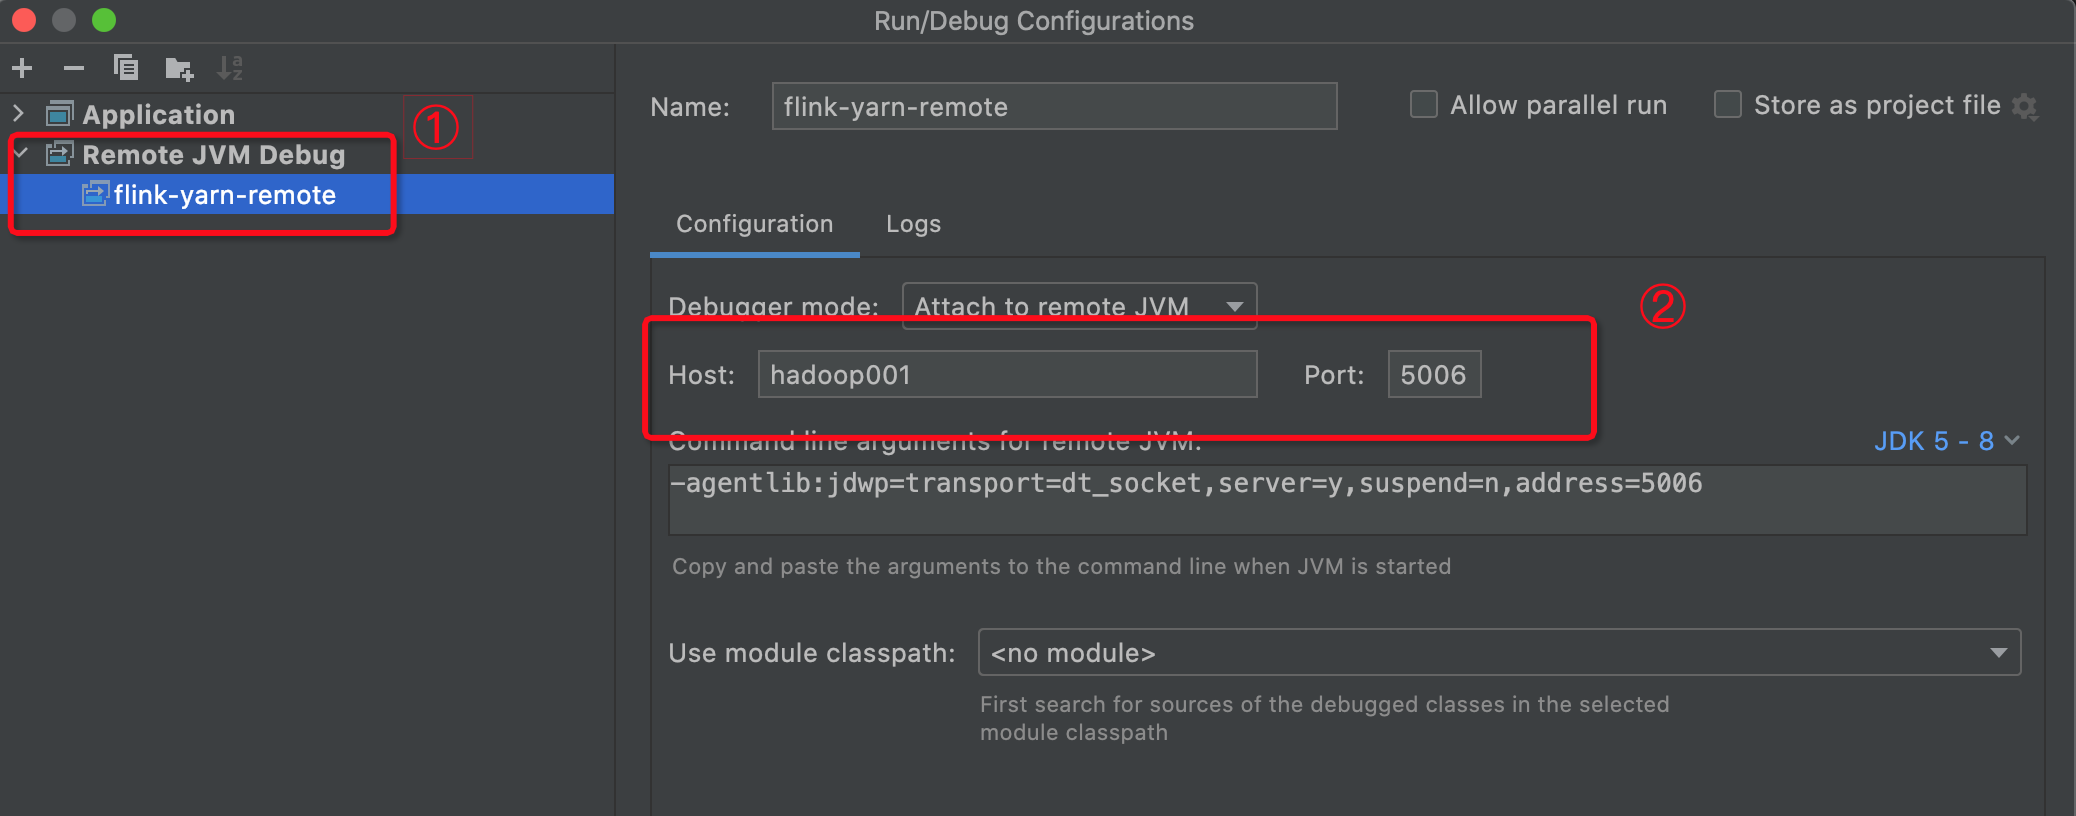 Run/Debug Configurations
Application
①
Remote JVM Debug
flink-yarn-remote
Name: flink-yarn-remote
Allow parallel run
Store as project file
Configuration
Logs
Debugger mode: Attach to remote JVM
②
Host: hadoop001
Port: 5006
Command line arguments for remote JVM:
JDK 5 - 8
-agentlib:jdwp=transport=dt_socket,server=y,suspend=n,address=5006
Copy and paste the arguments to the command line when JVM is started
Use module classpath: <no module>
First search for sources of the debugged classes in the selected
module classpath